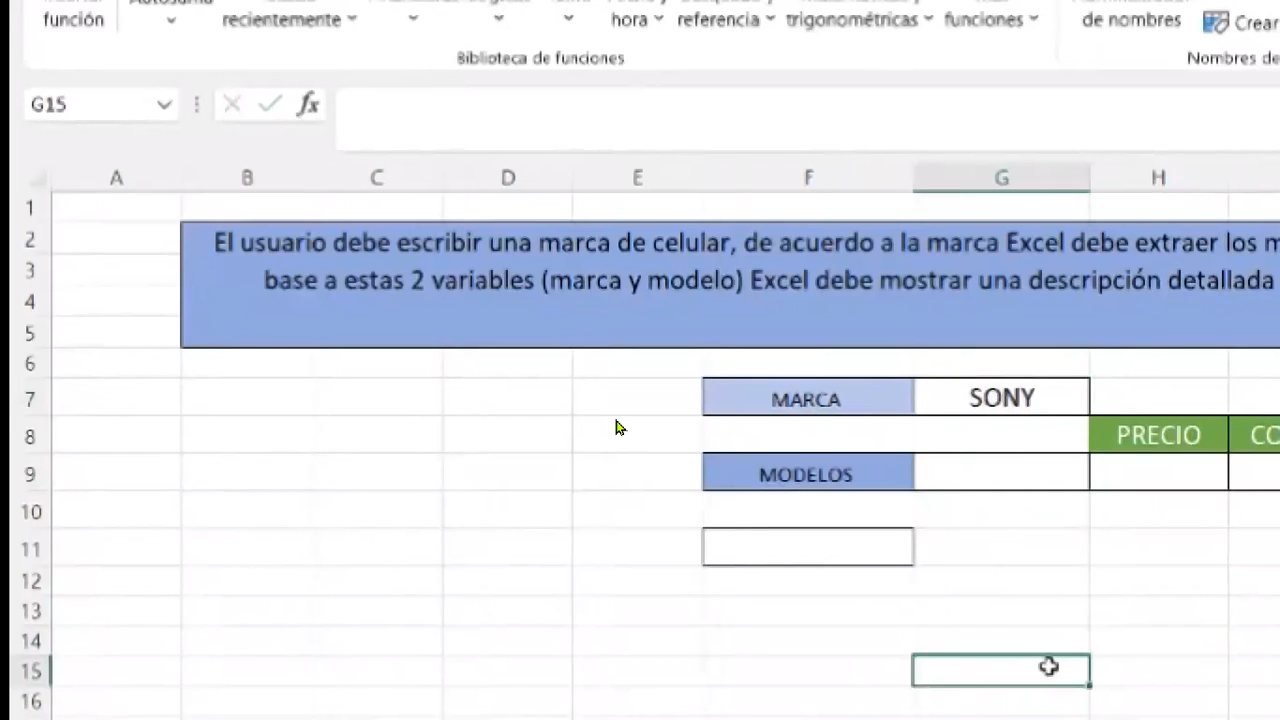 función
recientemente
hora
referencia
trigonométricas
funciones
de nombres
Crear
Biblioteca de funciones
Nombres de
G15
fx
A B C D E F G H
1
2 El usuario debe escribir una marca de celular, de acuerdo a la marca Excel debe extraer los m
3 base a estas 2 variables (marca y modelo) Excel debe mostrar una descripción detallada
4
5
6
7 MARCA SONY
8 PRECIO CO
9 MODELOS
10
11
12
13
14
15
16